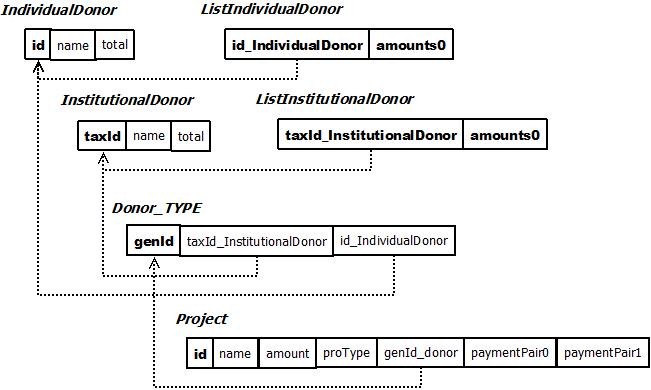 IndividualDonor ListIndividualDonor
id name total id_IndividualDonor amounts0
InstitutionalDonor ListInstitutionalDonor
taxId name total taxId_InstitutionalDonor amounts0
Donor_TYPE
genId taxId_InstitutionalDonor id_IndividualDonor
Project
id name amount proType genId_donor paymentPair0 paymentPair1